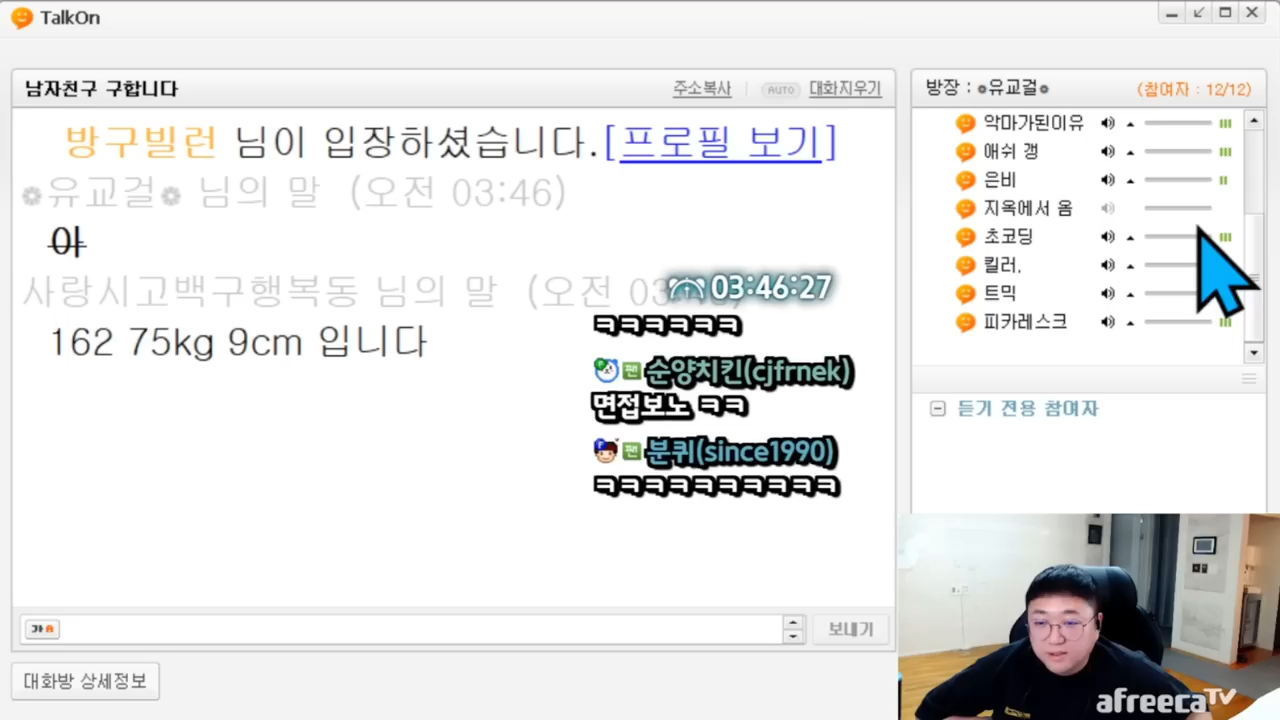 TalkOn
남자친구 구합니다
주소복사
AUTO
대화지우기
방구빌런 님이 입장하셨습니다.[프로필 보기]
❁유교걸❁ 님의 말 (오전 03:46)
야
사랑시고백구행복동 님의 말 (오전 03
162 75kg 9cm 입니다
03:46:27
ㅋㅋㅋㅋㅋㅋ
팬 순양치킨(cjfrnek)
면접보노 ㅋㅋ
팬 분퀴(since1990)
ㅋㅋㅋㅋㅋㅋㅋㅋㅋㅋ
가
보내기
대화방 상세정보
방장 : ❁유교걸❁
(참여자 : 12/12)
악마가된이유
애쉬 갱
은비
지옥에서 옴
초코딩
킬러,
트믹
피카레스크
듣기 전용 참여자
afreecaTV